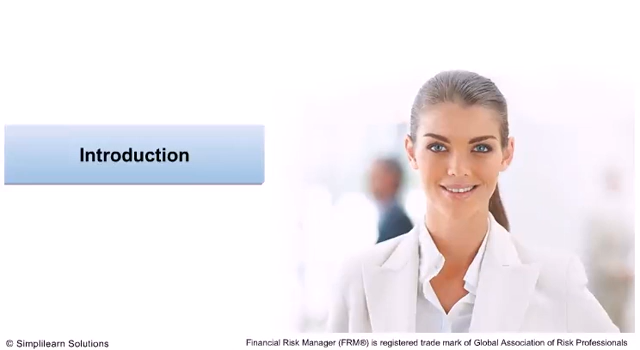 Introduction
© Simplilearn Solutions
Financial Risk Manager (FRM®) is registered trade mark of Global Association of Risk Professionals